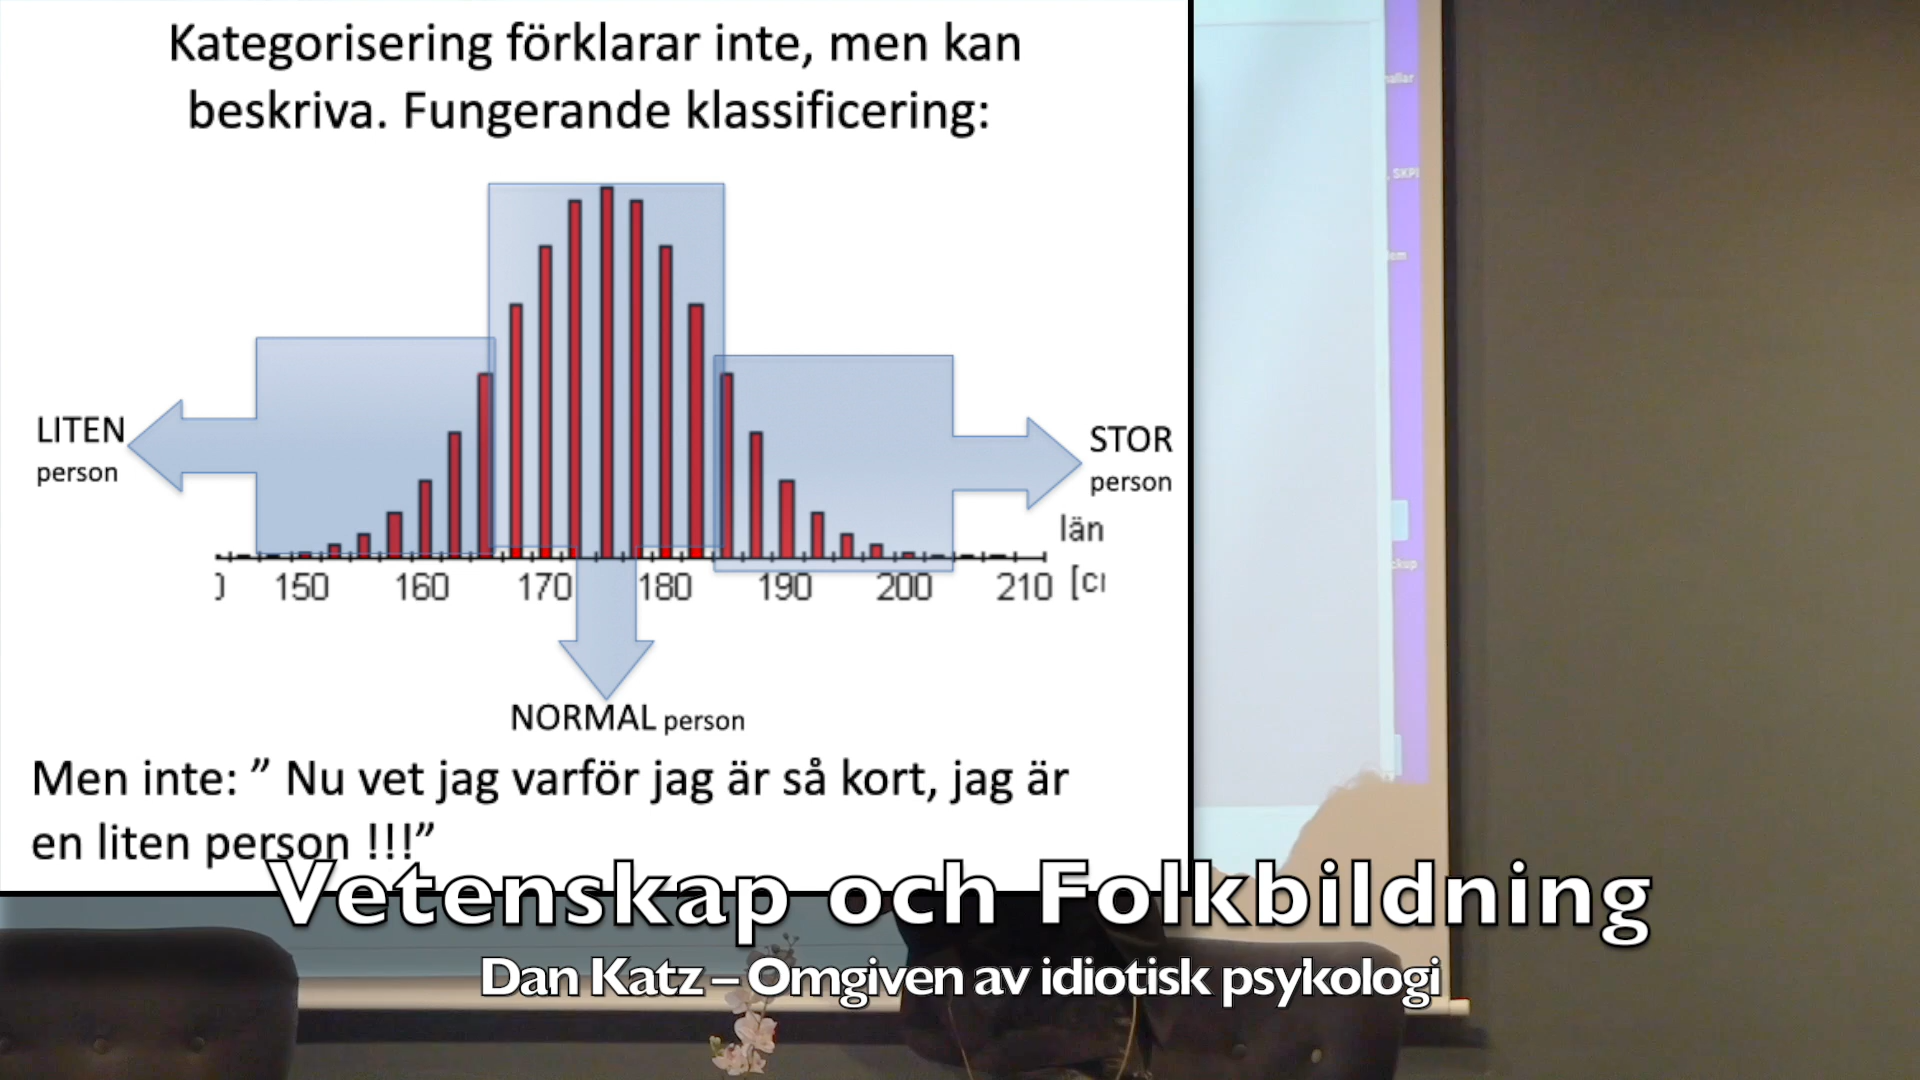 Kategorisering förklarar inte, men kan
beskriva. Fungerande klassificering:
LITEN
person
STOR
person
län
150 160 170 180 190 200 210 [c
NORMAL person
Men inte: ” Nu vet jag varför jag är så kort, jag är
en liten person !!!”
Vetenskap och Folkbildning
Dan Katz – Omgiven av idiotisk psykologi